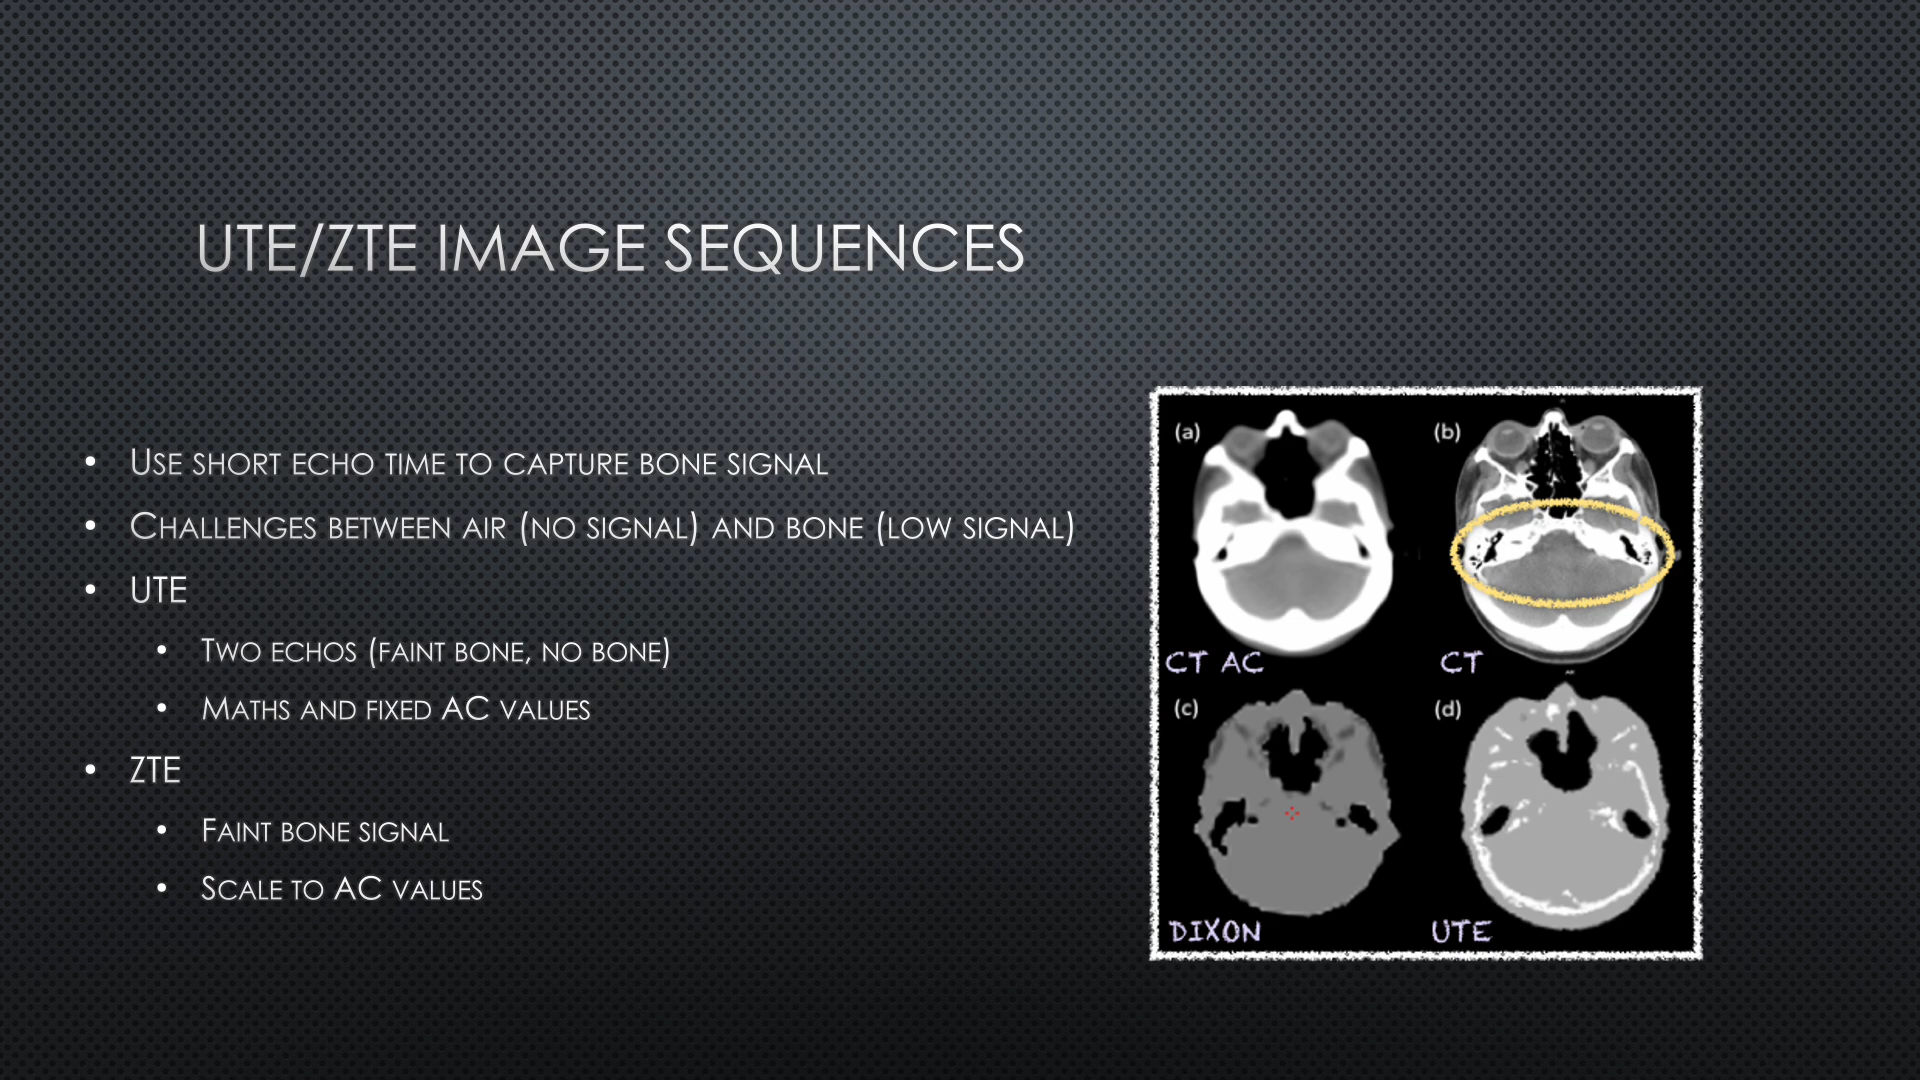 UTE/ZTE IMAGE SEQUENCES
• USE SHORT ECHO TIME TO CAPTURE BONE SIGNAL
• CHALLENGES BETWEEN AIR (NO SIGNAL) AND BONE (LOW SIGNAL)
• UTE
• TWO ECHOS (FAINT BONE, NO BONE)
• MATHS AND FIXED AC VALUES
• ZTE
• FAINT BONE SIGNAL
• SCALE TO AC VALUES
(a)
CT AC
(b)
CT
(c)
DIXON
(d)
UTE